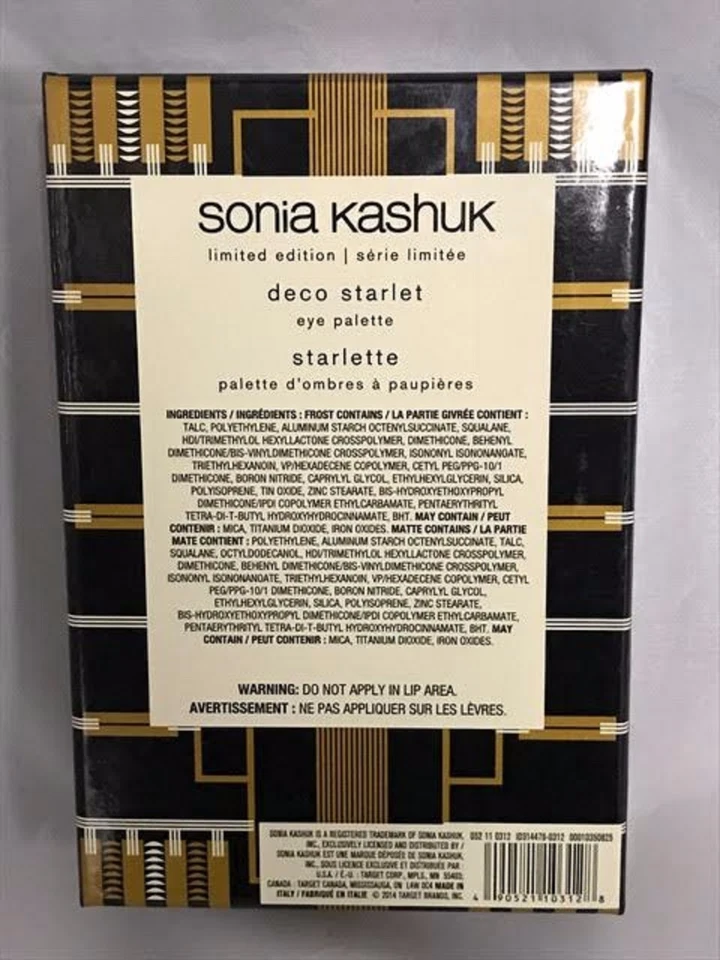 sonia kashuk
limited edition | série limitée
deco starlet
eye palette
starlette
palette d'ombres à paupières
INGREDIENTS / INGRÉDIENTS : FROST CONTAINS / LA PARTIE GIVRÉE CONTIENT :
TALC, POLYETHYLENE, ALUMINUM STARCH OCTENYLSUCCINATE, SQUALANE,
HDI/TRIMETHYLOL HEXYLLACTONE CROSSPOLYMER, DIMETHICONE, BEHENYL
DIMETHICONE/BIS-VINYLDIMETHICONE CROSSPOLYMER, ISONONYL ISONONANOATE,
TRIETHYLHEXANOIN, VP/HEXADECENE COPOLYMER, CETYL PEG/PPG-10/1
DIMETHICONE, BORON NITRIDE, CAPRYLYL GLYCOL, ETHYLHEXYLGLYCERIN, SILICA,
POLYISOPRENE, TIN OXIDE, ZINC STEARATE, BIS-HYDROXYETHOXYPROPYL
DIMETHICONE/IPDI COPOLYMER ETHYLCARBAMATE, PENTAERYTHRITYL
TETRA-DI-T-BUTYL HYDROXYHYDROCINNAMATE, BHT. MAY CONTAIN / PEUT
CONTENIR : MICA, TITANIUM DIOXIDE, IRON OXIDES. MATTE CONTAINS / LA PARTIE
MATE CONTIENT : POLYETHYLENE, ALUMINUM STARCH OCTENYLSUCCINATE, TALC,
SQUALANE, OCTYLDODECANOL, HDI/TRIMETHYLOL HEXYLLACTONE CROSSPOLYMER,
DIMETHICONE, BEHENYL DIMETHICONE/BIS-VINYLDIMETHICONE CROSSPOLYMER,
ISONONYL ISONONANOATE, TRIETHYLHEXANOIN, VP/HEXADECENE COPOLYMER, CETYL
PEG/PPG-10/1 DIMETHICONE, BORON NITRIDE, CAPRYLYL GLYCOL,
ETHYLHEXYLGLYCERIN, SILICA, POLYISOPRENE, ZINC STEARATE,
BIS-HYDROXYETHOXYPROPYL DIMETHICONE/IPDI COPOLYMER ETHYLCARBAMATE,
PENTAERYTHRITYL TETRA-DI-T-BUTYL HYDROXYHYDROCINNAMATE, BHT. MAY
CONTAIN / PEUT CONTENIR : MICA, TITANIUM DIOXIDE, IRON OXIDES.
WARNING: DO NOT APPLY IN LIP AREA.
AVERTISSEMENT : NE PAS APPLIQUER SUR LES LÈVRES.
SONIA KASHUK IS A REGISTERED TRADEMARK OF SONIA KASHUK,
INC., EXCLUSIVELY LICENSED AND DISTRIBUTED BY /
SONIA KASHUK EST UNE MARQUE DÉPOSÉE DE SONIA KASHUK,
INC., SOUS LICENCE EXCLUSIVE ET DISTRIBUÉE PAR :
U.S.A. / É.-U. : TARGET CORP., MPLS., MN 55403;
CANADA : TARGET CANADA, MISSISSAUGA, ON L4W 0C4 MADE IN
ITALY / FABRIQUÉ EN ITALIE © 2014 TARGET BRANDS, INC.
052 11 0312 ID314479-0312
4 90521 10312 8